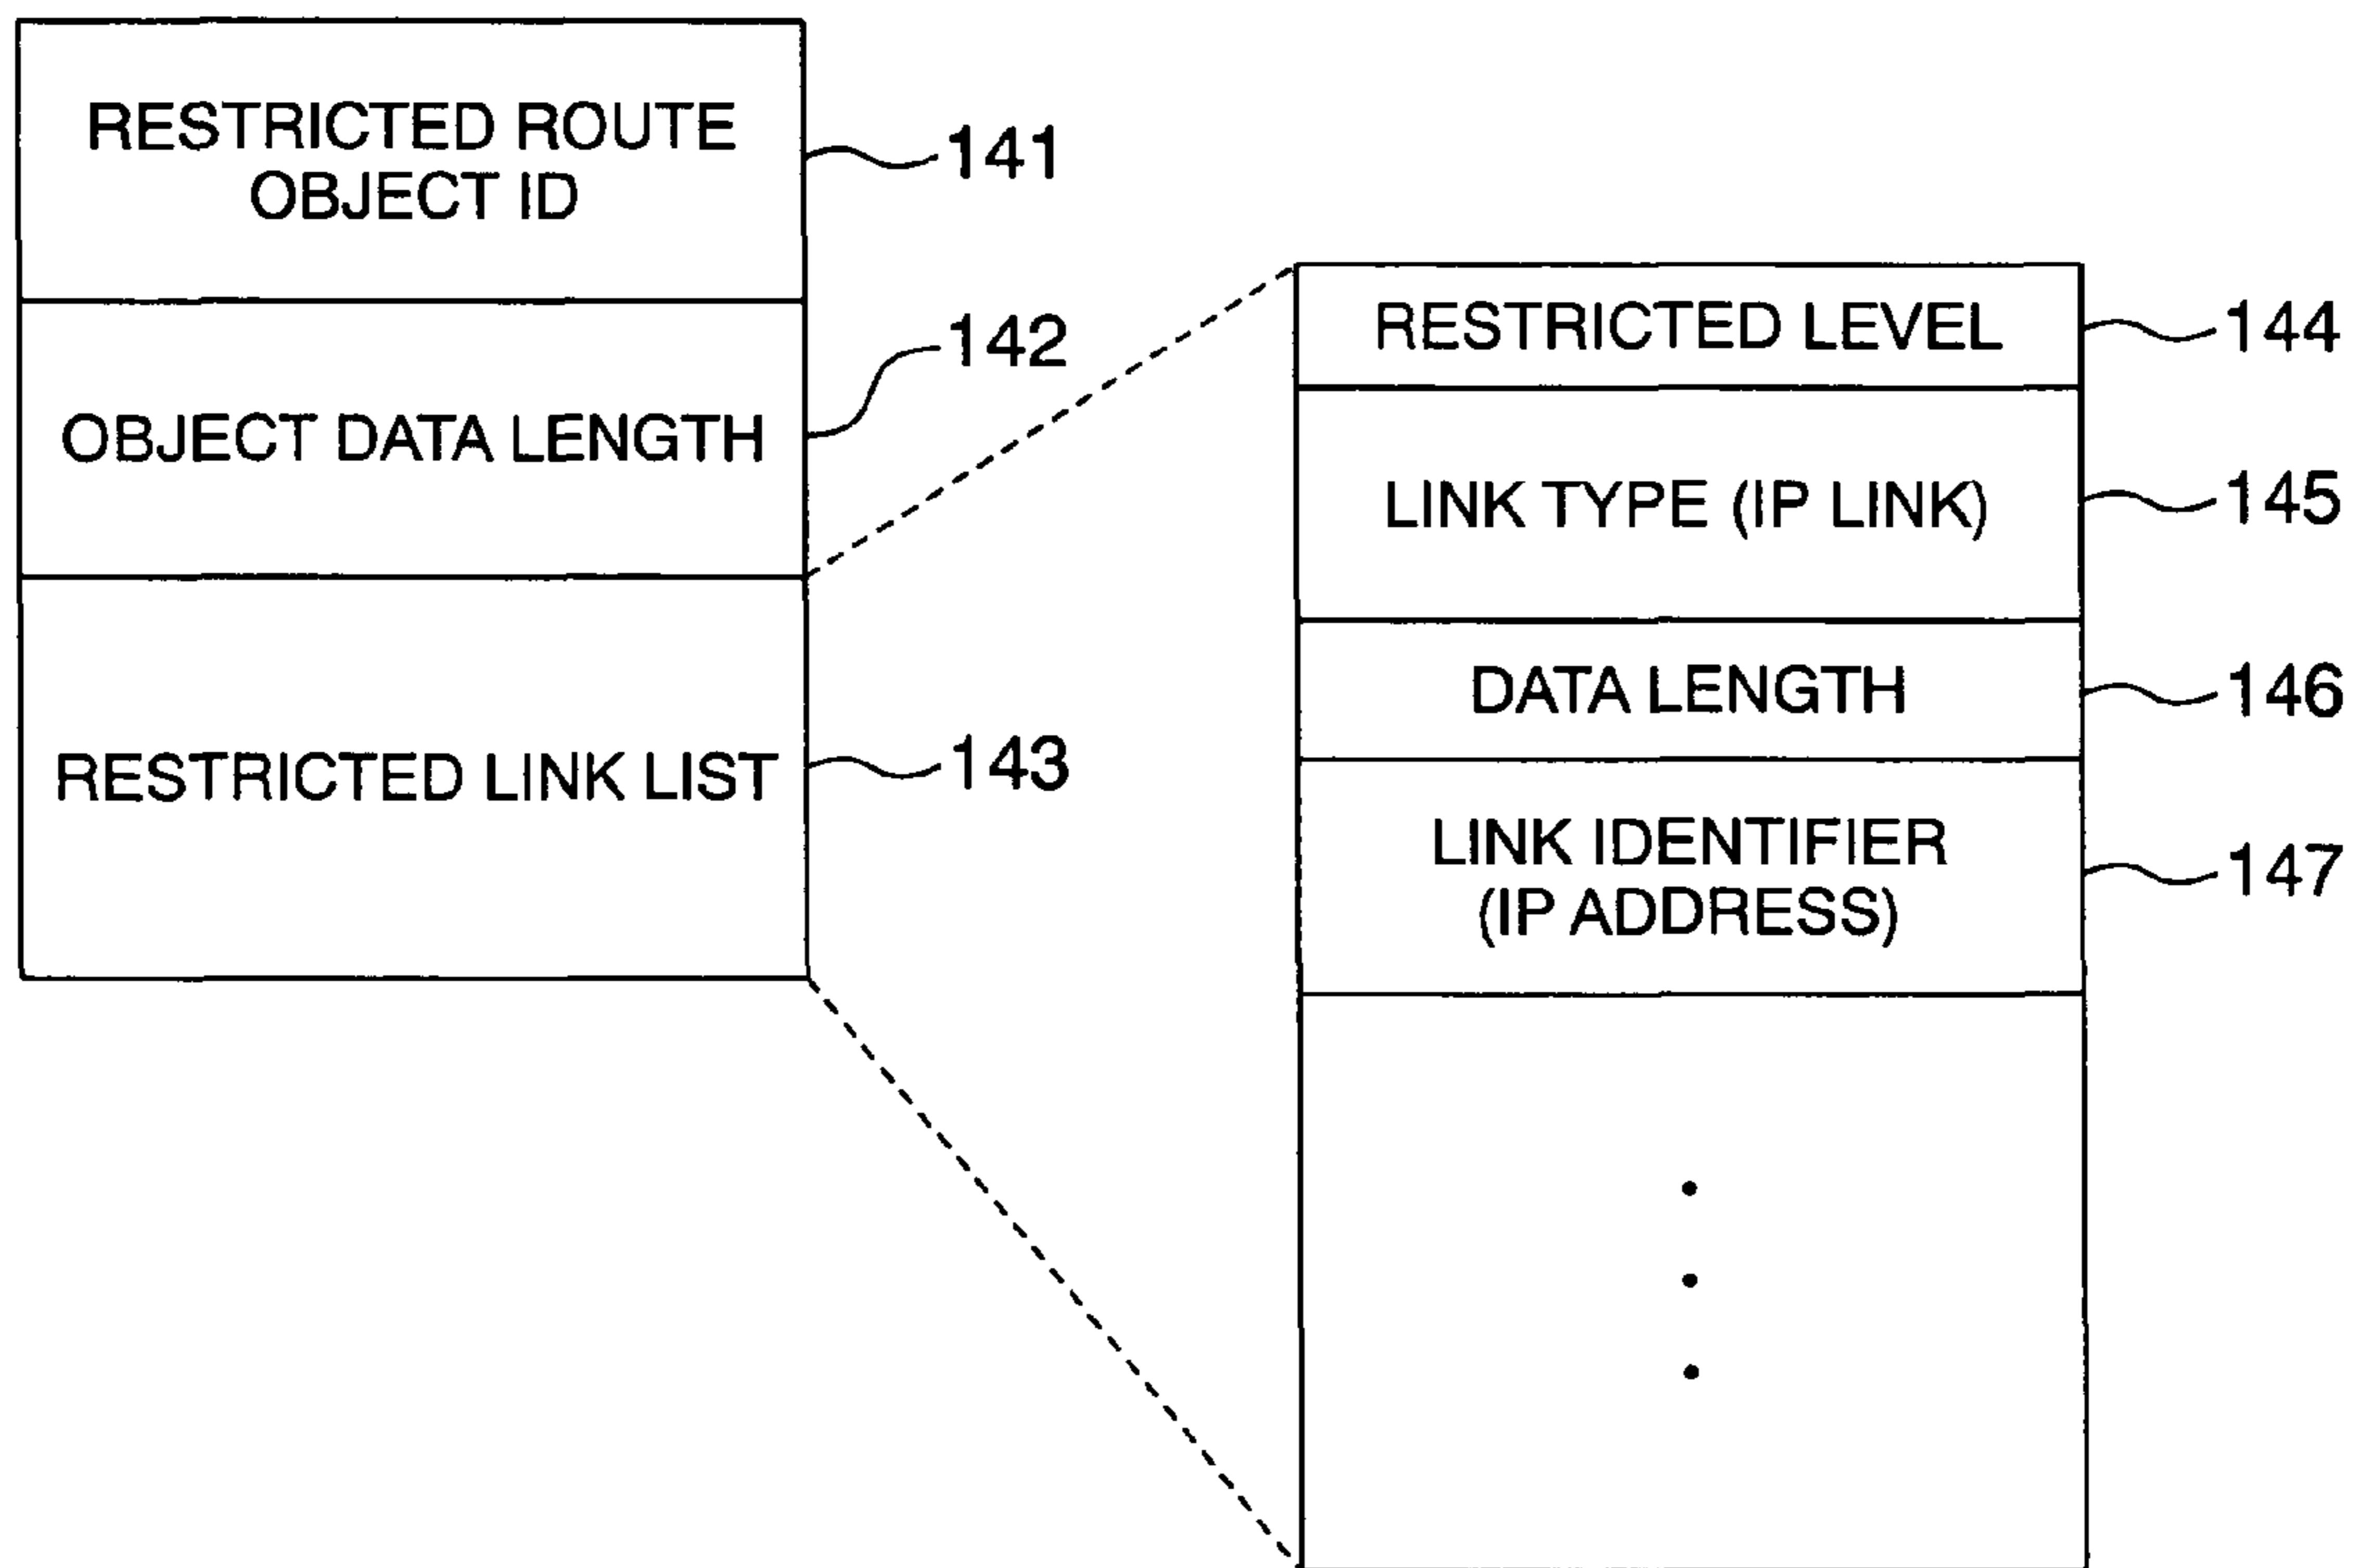 RESTRICTED ROUTE
OBJECT ID
141
OBJECT DATA LENGTH
142
RESTRICTED LINK LIST
143
RESTRICTED LEVEL
144
LINK TYPE (IP LINK)
145
DATA LENGTH
146
LINK IDENTIFIER
(IP ADDRESS)
147